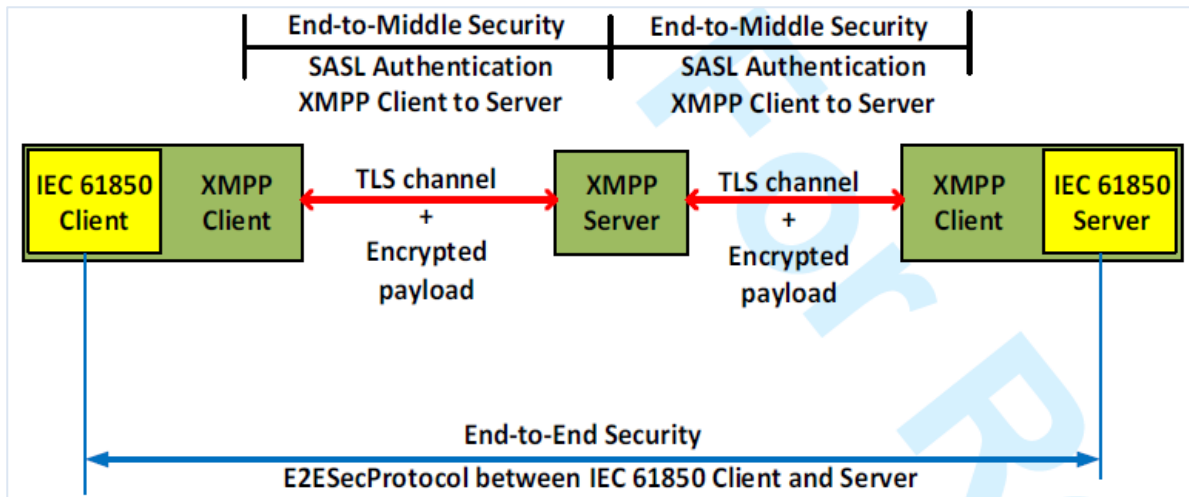 End-to-Middle Security
End-to-Middle Security
SASL Authentication
XMPP Client to Server
SASL Authentication
XMPP Client to Server
IEC 61850
Client
XMPP
Client
TLS channel
+
Encrypted
payload
XMPP
Server
TLS channel
+
Encrypted
payload
XMPP
Client
IEC 61850
Server
End-to-End Security
E2ESecProtocol between IEC 61850 Client and Server
For R